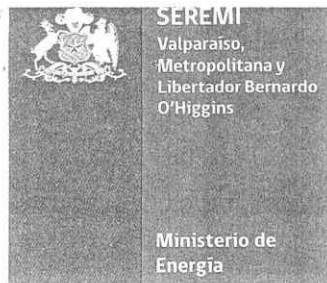 SEREMI
Valparaíso,
Metropolitana y
Libertador Bernardo
O'Higgins
Ministerio de
Energía